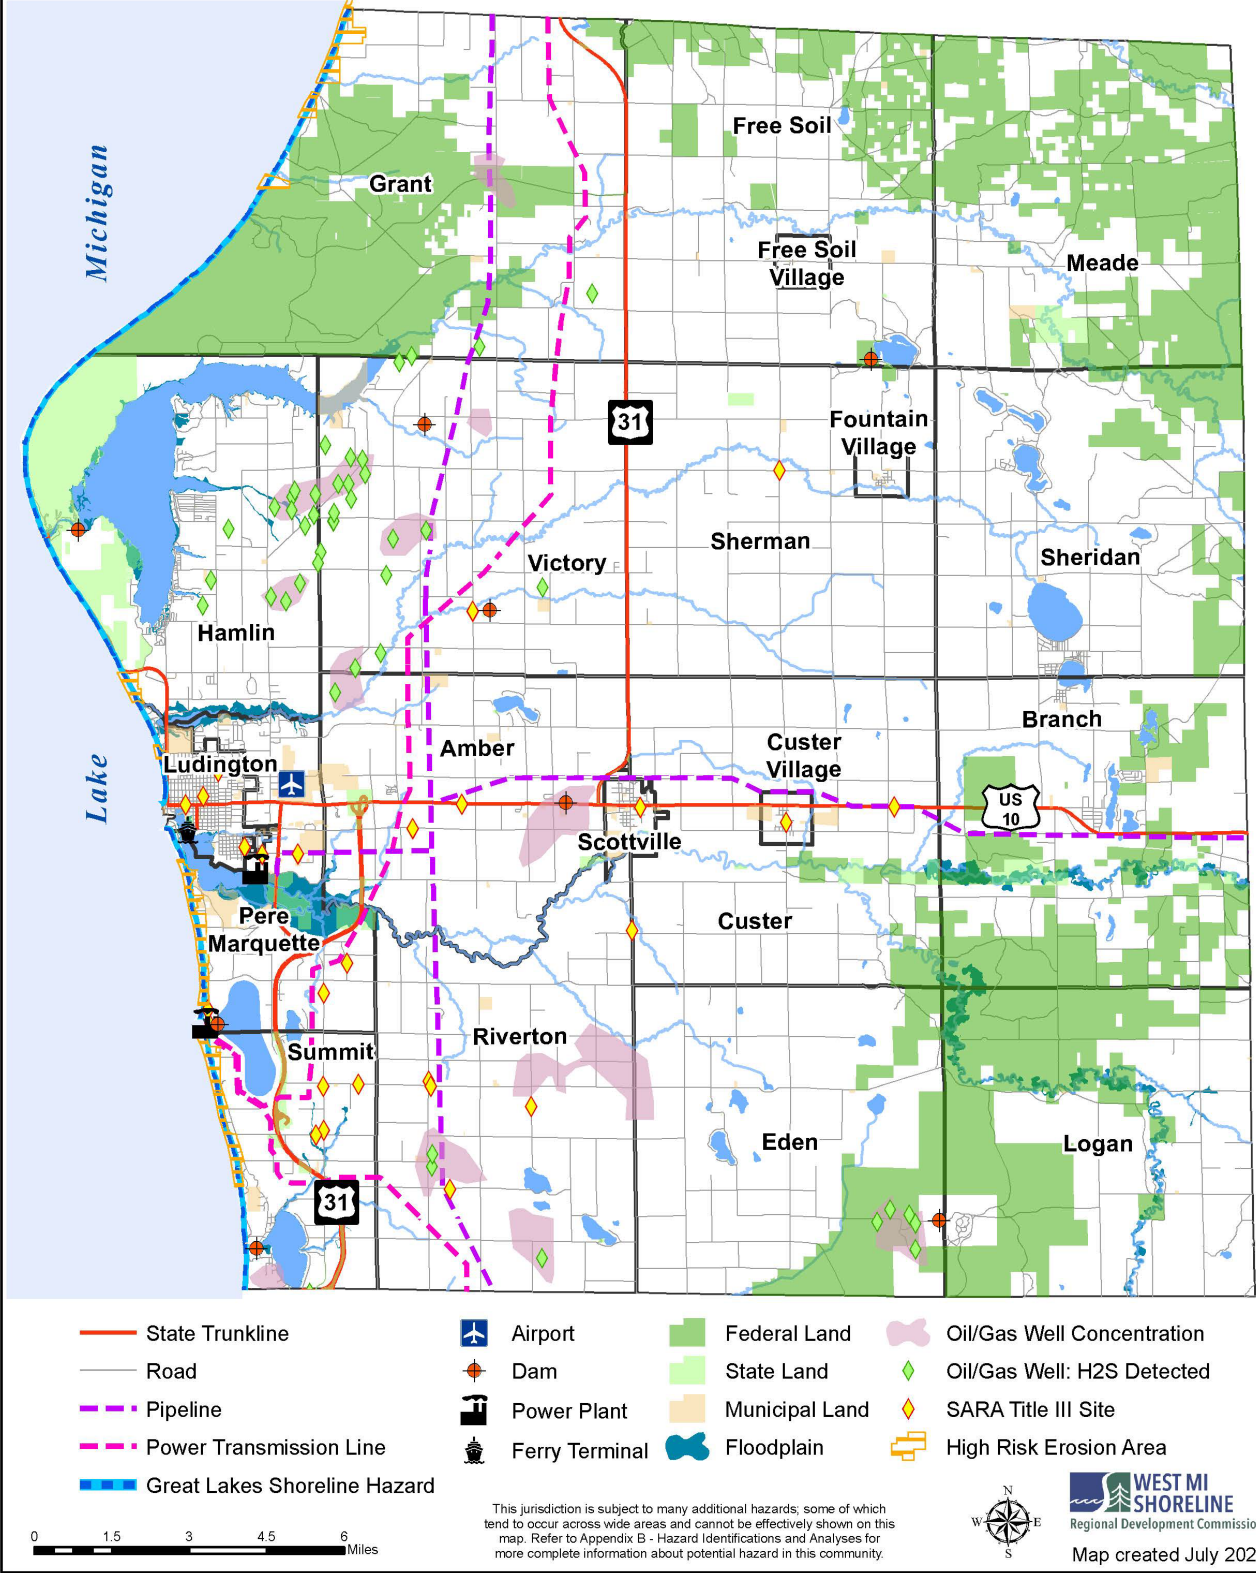 Free Soil
Grant
Michigan
Free Soil
Village
Meade
31
Fountain
Village
Sherman
Victory
Sheridan
Hamlin
Branch
Amber
Custer
Village
Ludington
Lake
US
10
Scottville
Pere
Marquette
Custer
Riverton
Summit
Eden
Logan
31
State Trunkline
Road
Pipeline
Power Transmission Line
Great Lakes Shoreline Hazard
Airport
Dam
Power Plant
Ferry Terminal
Federal Land
State Land
Municipal Land
Floodplain
Oil/Gas Well Concentration
Oil/Gas Well: H2S Detected
SARA Title III Site
High Risk Erosion Area
0 1.5 3 4.5 6
Miles
This jurisdiction is subject to many additional hazards; some of which
tend to occur across wide areas and cannot be effectively shown on this
map. Refer to Appendix B - Hazard Identifications and Analyses for
more complete information about potential hazard in this community.
N
W E
S
WEST MI
SHORELINE
Regional Development Commissio
Map created July 202